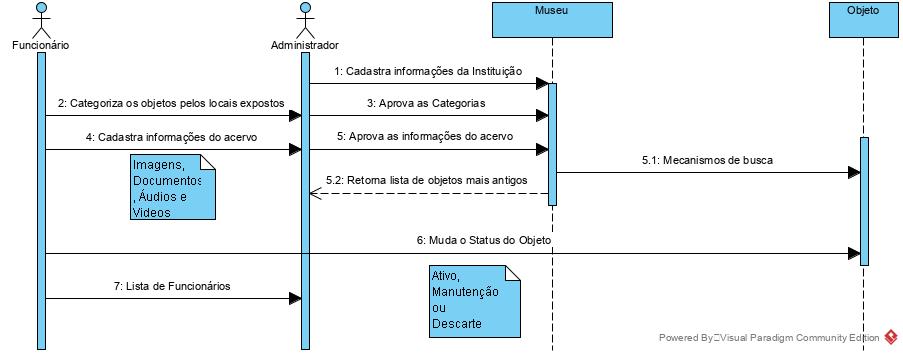 Museu
Objeto
Funcionário
Administrador
1: Cadastra informações da Instituição
2: Categoriza os objetos pelos locais expostos
3: Aprova as Categorias
4: Cadastra informações do acervo
5: Aprova as informações do acervo
Imagens,
Documentos
, Áudios e
Videos
5.1: Mecanismos de busca
5.2: Retorna lista de objetos mais antigos
6: Muda o Status do Objeto
7: Lista de Funcionários
Ativo,
Manutenção
ou
Descarte
Powered By Visual Paradigm Community Edition